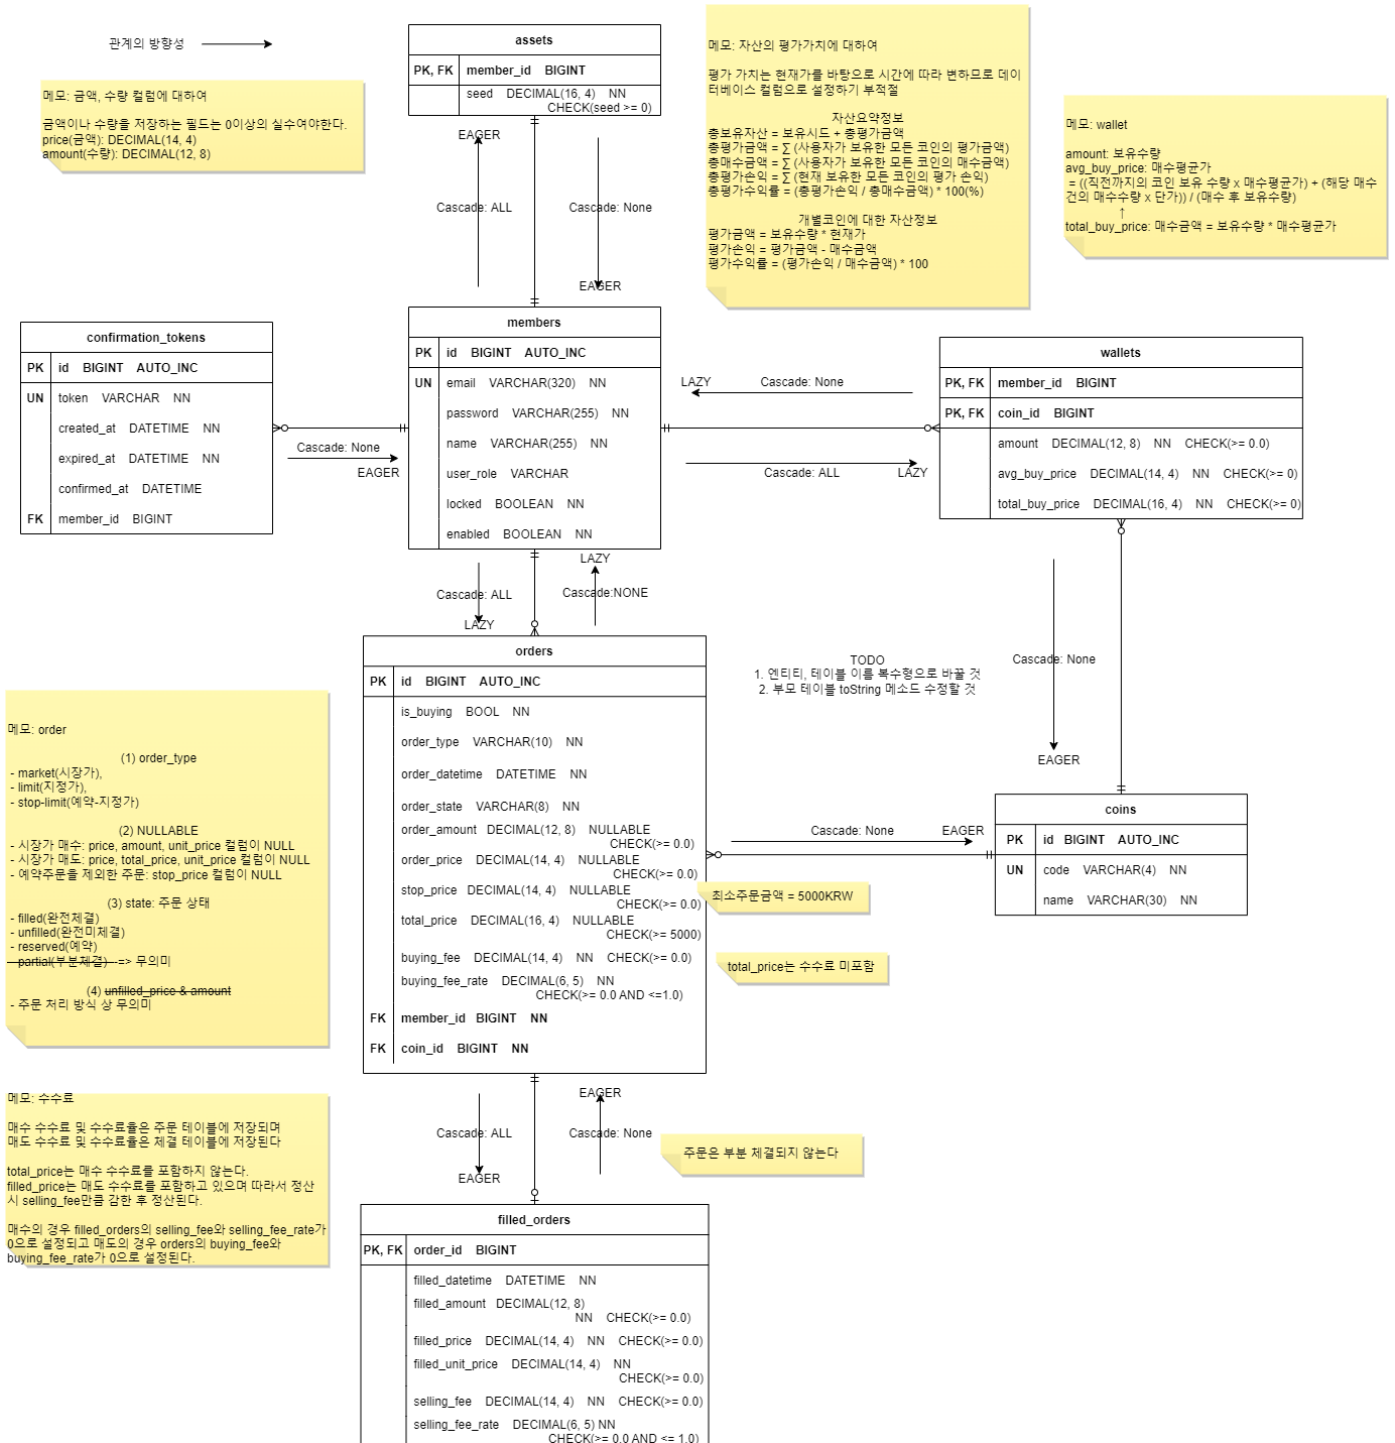 관계의 방향성
메모: 금액, 수량 컬럼에 대하여
금액이나 수량을 저장하는 필드는 0이상의 실수여야한다.
price(금액): DECIMAL(14, 4)
amount(수량): DECIMAL(12, 8)
assets
PK, FK member_id BIGINT
seed DECIMAL(16, 4) NN
CHECK(seed >= 0)
EAGER
Cascade: ALL
Cascade: None
EAGER
메모: 자산의 평가가치에 대하여
평가 가치는 현재가를 바탕으로 시간에 따라 변하므로 데이
터베이스 컬럼으로 설정하기 부적절
자산요약정보
총보유자산 = 보유시드 + 총평가금액
총평가금액 = ∑ (사용자가 보유한 모든 코인의 평가금액)
총매수금액 = ∑ (사용자가 보유한 모든 코인의 매수금액)
총평가손익 = ∑ (현재 보유한 모든 코인의 평가 손익)
총평가수익률 = (총평가손익 / 총매수금액) * 100(%)
개별코인에 대한 자산정보
평가금액 = 보유수량 * 현재가
평가손익 = 평가금액 - 매수금액
평가수익률 = (평가손익 / 매수금액) * 100
메모: wallet
amount: 보유수량
avg_buy_price: 매수평균가
= ((직전까지의 코인 보유 수량 x 매수평균가) + (해당 매수
건의 매수수량 x 단가)) / (매수 후 보유수량)
↑
total_buy_price: 매수금액 = 보유수량 * 매수평균가
confirmation_tokens
PK id BIGINT AUTO_INC
UN token VARCHAR NN
created_at DATETIME NN
expired_at DATETIME NN
confirmed_at DATETIME
FK member_id BIGINT
Cascade: None
EAGER
members
PK id BIGINT AUTO_INC
UN email VARCHAR(320) NN
password VARCHAR(255) NN
name VARCHAR(255) NN
user_role VARCHAR
locked BOOLEAN NN
enabled BOOLEAN NN
LAZY Cascade: None
Cascade: ALL LAZY
wallets
PK, FK member_id BIGINT
PK, FK coin_id BIGINT
amount DECIMAL(12, 8) NN CHECK(>= 0.0)
avg_buy_price DECIMAL(14, 4) NN CHECK(>= 0)
total_buy_price DECIMAL(16, 4) NN CHECK(>= 0)
LAZY
Cascade: ALL
Cascade:NONE
LAZY
TODO
1. 엔티티, 테이블 이름 복수형으로 바꿀 것
2. 부모 테이블 toString 메소드 수정할 것
Cascade: None
EAGER
orders
PK id BIGINT AUTO_INC
is_buying BOOL NN
order_type VARCHAR(10) NN
order_datetime DATETIME NN
order_state VARCHAR(8) NN
order_amount DECIMAL(12, 8) NULLABLE
CHECK(>= 0.0)
order_price DECIMAL(14, 4) NULLABLE
CHECK(>= 0.0)
stop_price DECIMAL(14, 4) NULLABLE
CHECK(>= 0.0)
total_price DECIMAL(16, 4) NULLABLE
CHECK(>= 5000)
buying_fee DECIMAL(14, 4) NN CHECK(>= 0.0)
buying_fee_rate DECIMAL(6, 5) NN
CHECK(>= 0.0 AND <=1.0)
FK member_id BIGINT NN
FK coin_id BIGINT NN
Cascade: None EAGER
coins
PK id BIGINT AUTO_INC
UN code VARCHAR(4) NN
name VARCHAR(30) NN
최소주문금액 = 5000KRW
total_price는 수수료 미포함
메모: order
(1) order_type
- market(시장가),
- limit(지정가),
- stop-limit(예약-지정가)
(2) NULLABLE
- 시장가 매수: price, amount, unit_price 컬럼이 NULL
- 시장가 매도: price, total_price, unit_price 컬럼이 NULL
- 예약주문을 제외한 주문: stop_price 컬럼이 NULL
(3) state: 주문 상태
- filled(완전체결)
- unfilled(완전미체결)
- reserved(예약)
- partial(부분체결) => 무의미
(4) unfilled_price & amount
- 주문 처리 방식 상 무의미
메모: 수수료
매수 수수료 및 수수료율은 주문 테이블에 저장되며
매도 수수료 및 수수료율은 체결 테이블에 저장된다
total_price는 매수 수수료를 포함하지 않는다.
filled_price는 매도 수수료를 포함하고 있으며 따라서 정산
시 selling_fee만큼 감한 후 정산된다.
매수의 경우 filled_orders의 selling_fee와 selling_fee_rate가
0으로 설정되고 매도의 경우 orders의 buying_fee와
buying_fee_rate가 0으로 설정된다.
EAGER
Cascade: ALL
Cascade: None
EAGER
주문은 부분 체결되지 않는다
filled_orders
PK, FK order_id BIGINT
filled_datetime DATETIME NN
filled_amount DECIMAL(12, 8)
NN CHECK(>= 0.0)
filled_price DECIMAL(14, 4) NN CHECK(>= 0.0)
filled_unit_price DECIMAL(14, 4) NN
CHECK(>= 0.0)
selling_fee DECIMAL(14, 4) NN CHECK(>= 0.0)
selling_fee_rate DECIMAL(6, 5) NN
CHECK(>= 0.0 AND <= 1.0)